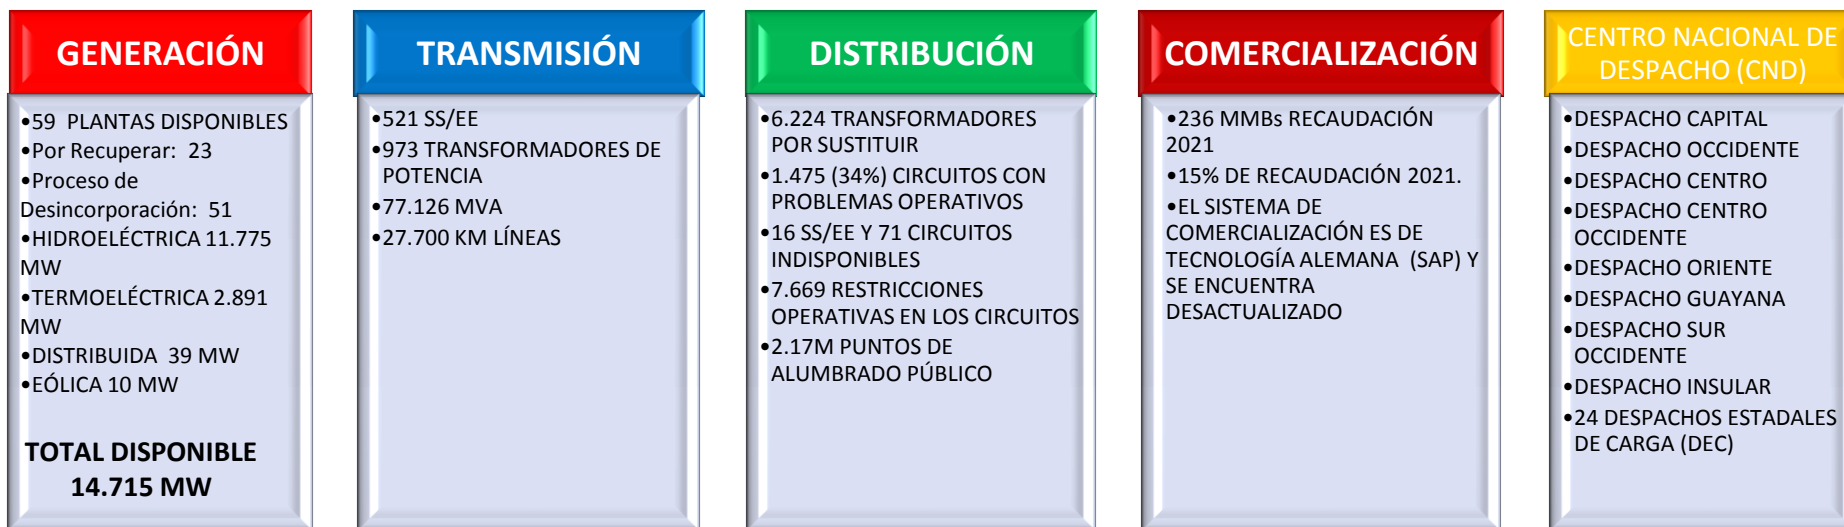 GENERACIÓN
•59 PLANTAS DISPONIBLES
•Por Recuperar: 23
•Proceso de
Desincorporación: 51
•HIDROELÉCTRICA 11.775
MW
•TERMOELÉCTRICA 2.891
MW
•DISTRIBUIDA 39 MW
•EÓLICA 10 MW
TOTAL DISPONIBLE
14.715 MW
TRANSMISIÓN
•521 SS/EE
•973 TRANSFORMADORES DE
POTENCIA
•77.126 MVA
•27.700 KM LÍNEAS
DISTRIBUCIÓN
•6.224 TRANSFORMADORES
POR SUSTITUIR
•1.475 (34%) CIRCUITOS CON
PROBLEMAS OPERATIVOS
•16 SS/EE Y 71 CIRCUITOS
INDISPONIBLES
•7.669 RESTRICCIONES
OPERATIVAS EN LOS CIRCUITOS
•2.17M PUNTOS DE
ALUMBRADO PÚBLICO
COMERCIALIZACIÓN
•236 MMBs RECAUDACIÓN
2021
•15% DE RECAUDACIÓN 2021.
•EL SISTEMA DE
COMERCIALIZACIÓN ES DE
TECNOLOGÍA ALEMANA (SAP) Y
SE ENCUENTRA
DESACTUALIZADO
CENTRO NACIONAL DE
DESPACHO (CND)
•DESPACHO CAPITAL
•DESPACHO OCCIDENTE
•DESPACHO CENTRO
•DESPACHO CENTRO
OCCIDENTE
•DESPACHO ORIENTE
•DESPACHO GUAYANA
•DESPACHO SUR
OCCIDENTE
•DESPACHO INSULAR
•24 DESPACHOS ESTADALES
DE CARGA (DEC)